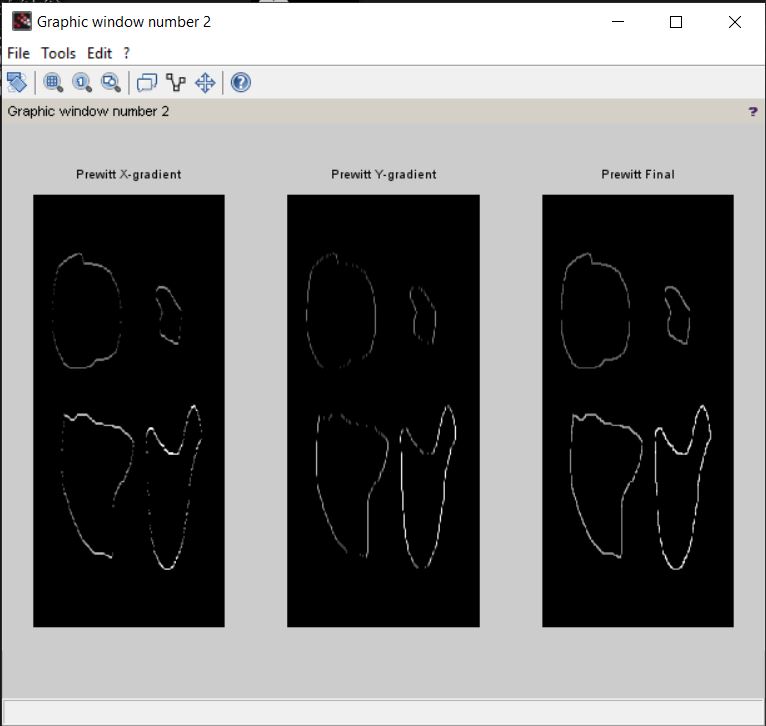 Graphic window number 2
File Tools Edit ?
Graphic window number 2 ?
Prewitt X-gradient Prewitt Y-gradient Prewitt Final